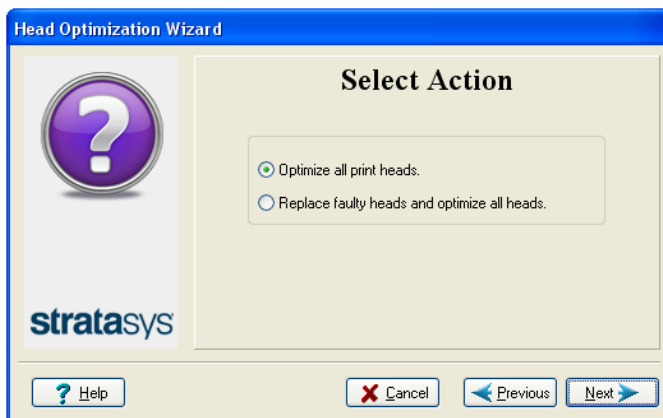 Head Optimization Wizard
Select Action
Optimize all print heads.
Replace faulty heads and optimize all heads.
stratasys
? Help
Cancel
Previous
Next